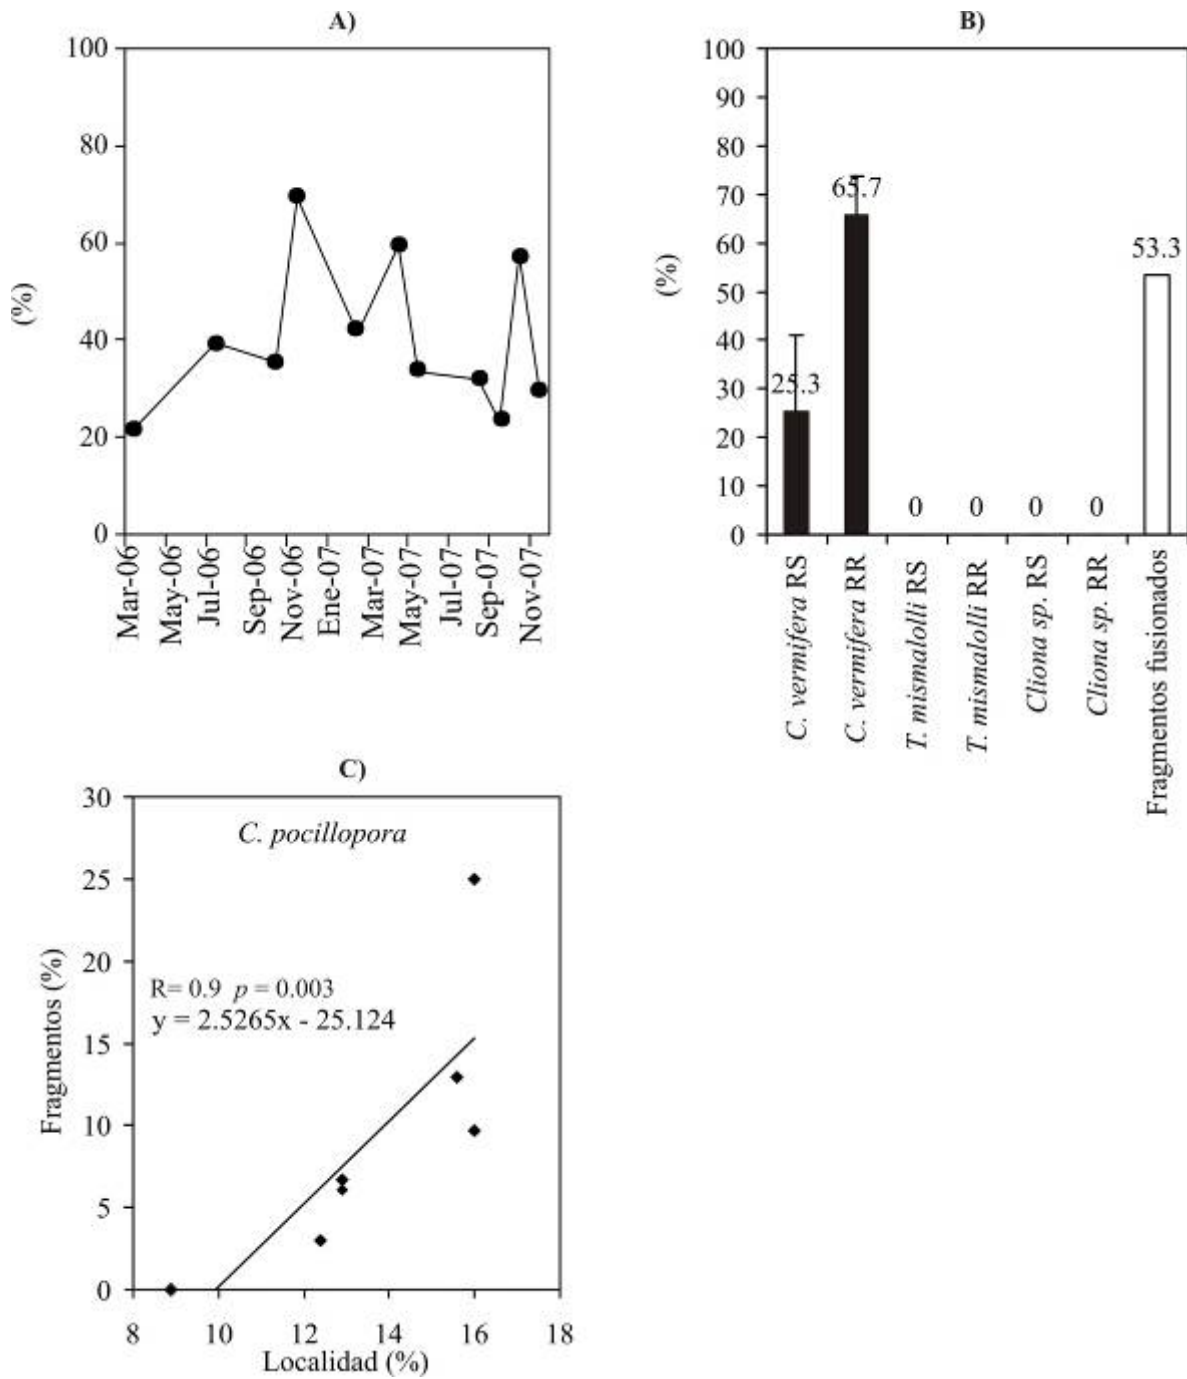 A)
100
80
60
40
20
0
(%)
Mar-06
May-06
Jul-06
Sep-06
Nov-06
Ene-07
Mar-07
May-07
Jul-07
Sep-07
Nov-07
B)
100
90
80
70
60
50
40
30
20
10
0
(%)
25.3
65.7
0
0
0
0
53.3
C. vermifera RS
C. vermifera RR
T. mismalolli RS
T. mismalolli RR
Cliona sp. RS
Cliona sp. RR
Fragmentos fusionados
C)
30
25
20
15
10
5
0
Fragmentos (%)
C. pocillopora
R= 0.9 p = 0.003
y = 2.5265x - 25.124
8 10 12 14 16 18
Localidad (%)